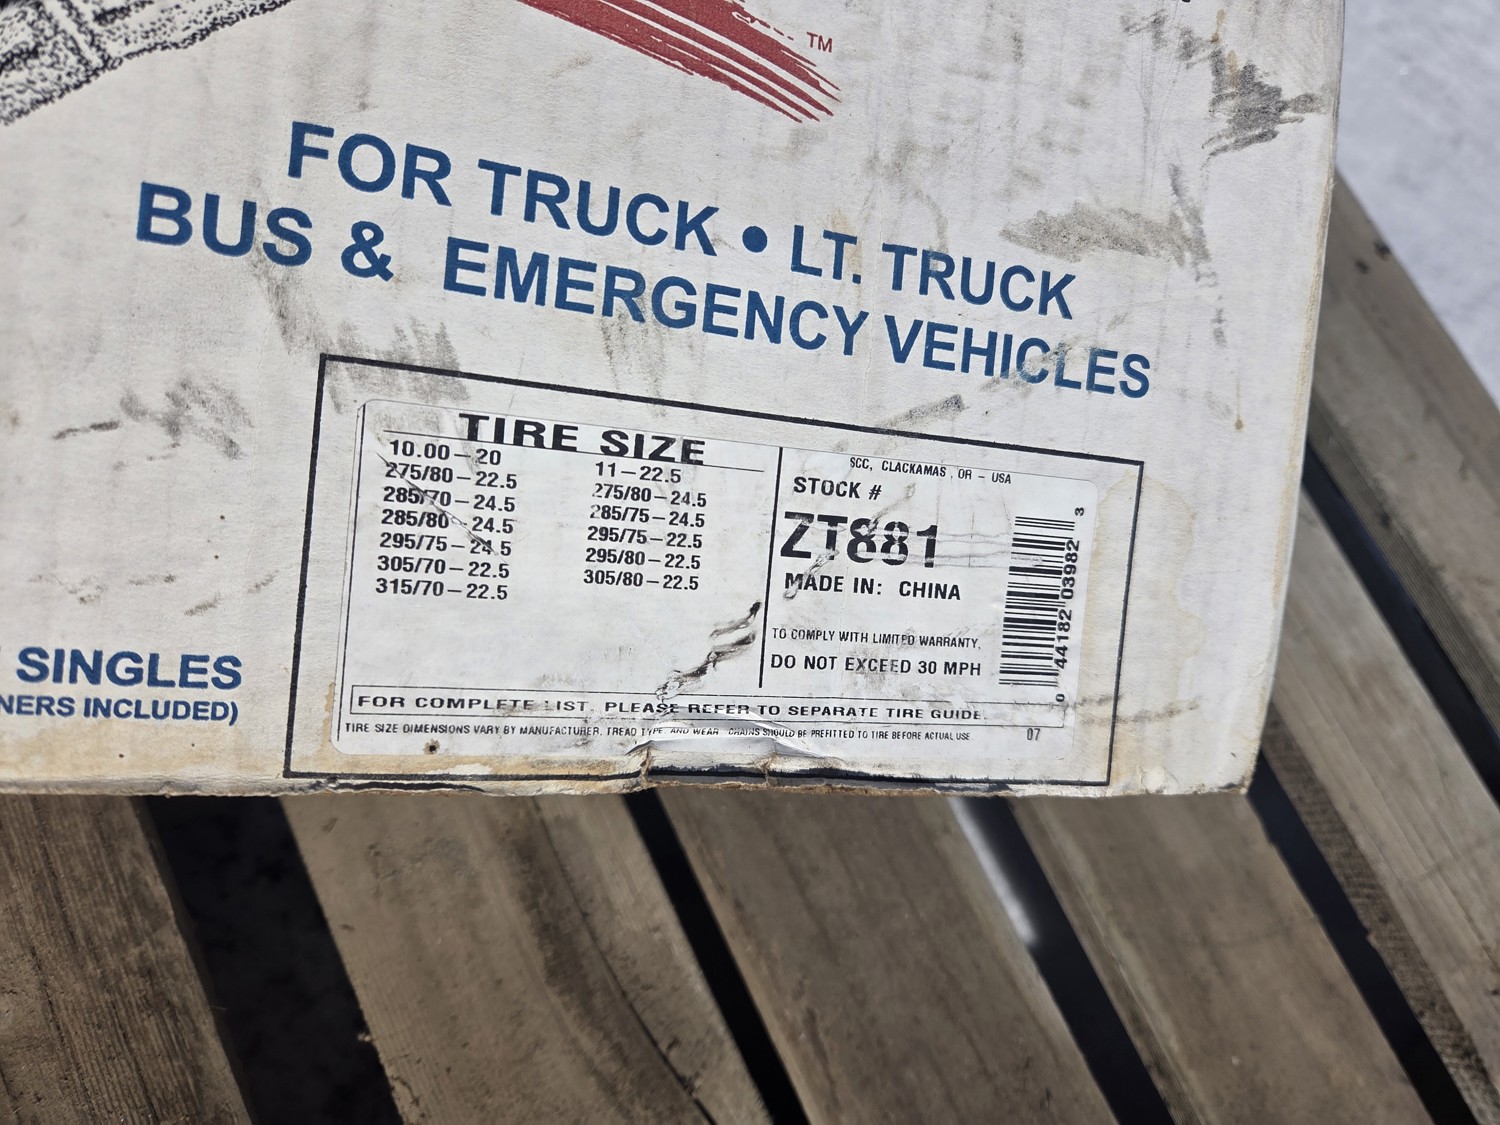 TM
FOR TRUCK • LT. TRUCK
BUS & EMERGENCY VEHICLES
TIRE SIZE
10.00-20
11-22.5
275/80-22.5
275/80-24.5
285/70-24.5
285/75-24.5
285/80-24.5
295/75-22.5
295/75-24.5
295/80-22.5
305/70-22.5
305/80-22.5
315/70-22.5
SCC, CLACKAMAS, OR - USA
STOCK #
ZT881
MADE IN: CHINA
TO COMPLY WITH LIMITED WARRANTY,
DO NOT EXCEED 30 MPH
0 44182 03982 3
FOR COMPLETE LIST, PLEASE REFER TO SEPARATE TIRE GUIDE.
TIRE SIZE DIMENSIONS VARY BY MANUFACTURER, TREAD TYPE, AND WEAR. CHAINS SHOULD BE PREFITTED TO TIRE BEFORE ACTUAL USE
07
SINGLES
NERS INCLUDED)